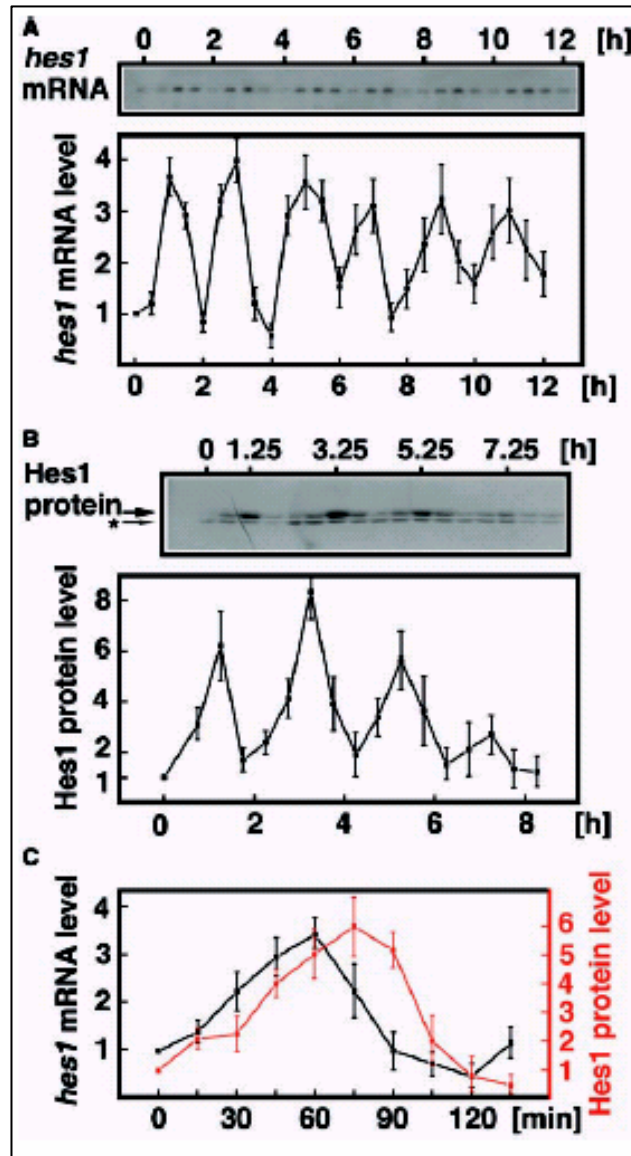 A
0 2 4 6 8 10 12 [h]
hes1
mRNA
hes1 mRNA level
4
3
2
1
0 2 4 6 8 10 12 [h]
B
0 1.25 3.25 5.25 7.25 [h]
Hes1
protein
*
Hes1 protein level
8
6
4
2
1
0 2 4 6 8 [h]
C
hes1 mRNA level
4
3
2
1
Hes1 protein level
6
5
4
3
2
1
0 30 60 90 120 [min]